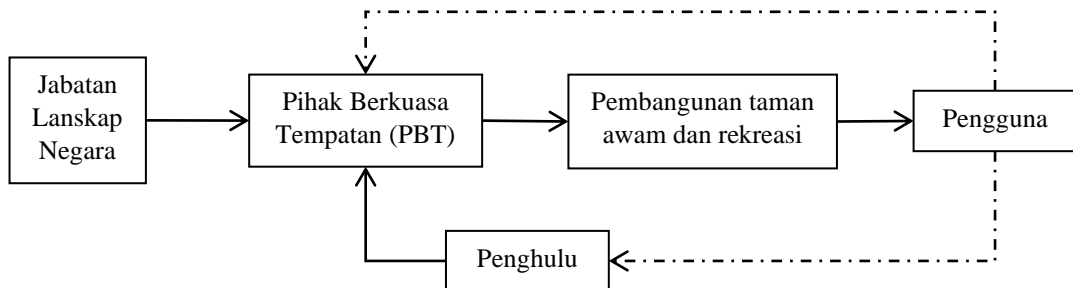 Jabatan
Lanskap
Negara
Pihak Berkuasa
Tempatan (PBT)
Pembangunan taman
awam dan rekreasi
Pengguna
Penghulu